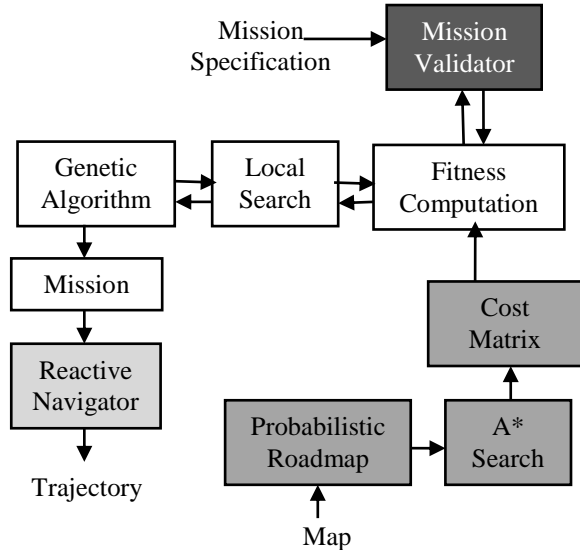 Mission
Specification
Mission
Validator
Genetic
Algorithm
Local
Search
Fitness
Computation
Mission
Cost
Matrix
Reactive
Navigator
Probabilistic
Roadmap
A*
Search
Trajectory
Map